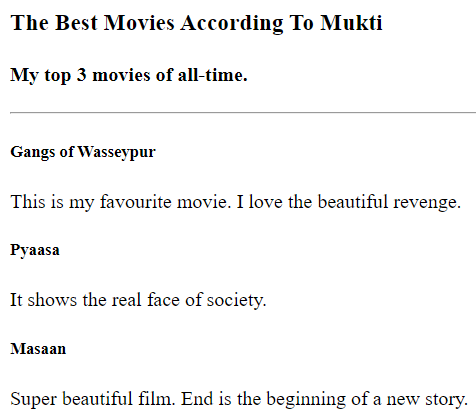 The Best Movies According To Mukti
My top 3 movies of all-time.
Gangs of Wasseypur
This is my favourite movie. I love the beautiful revenge.
Pyaasa
It shows the real face of society.
Masaan
Super beautiful film. End is the beginning of a new story.